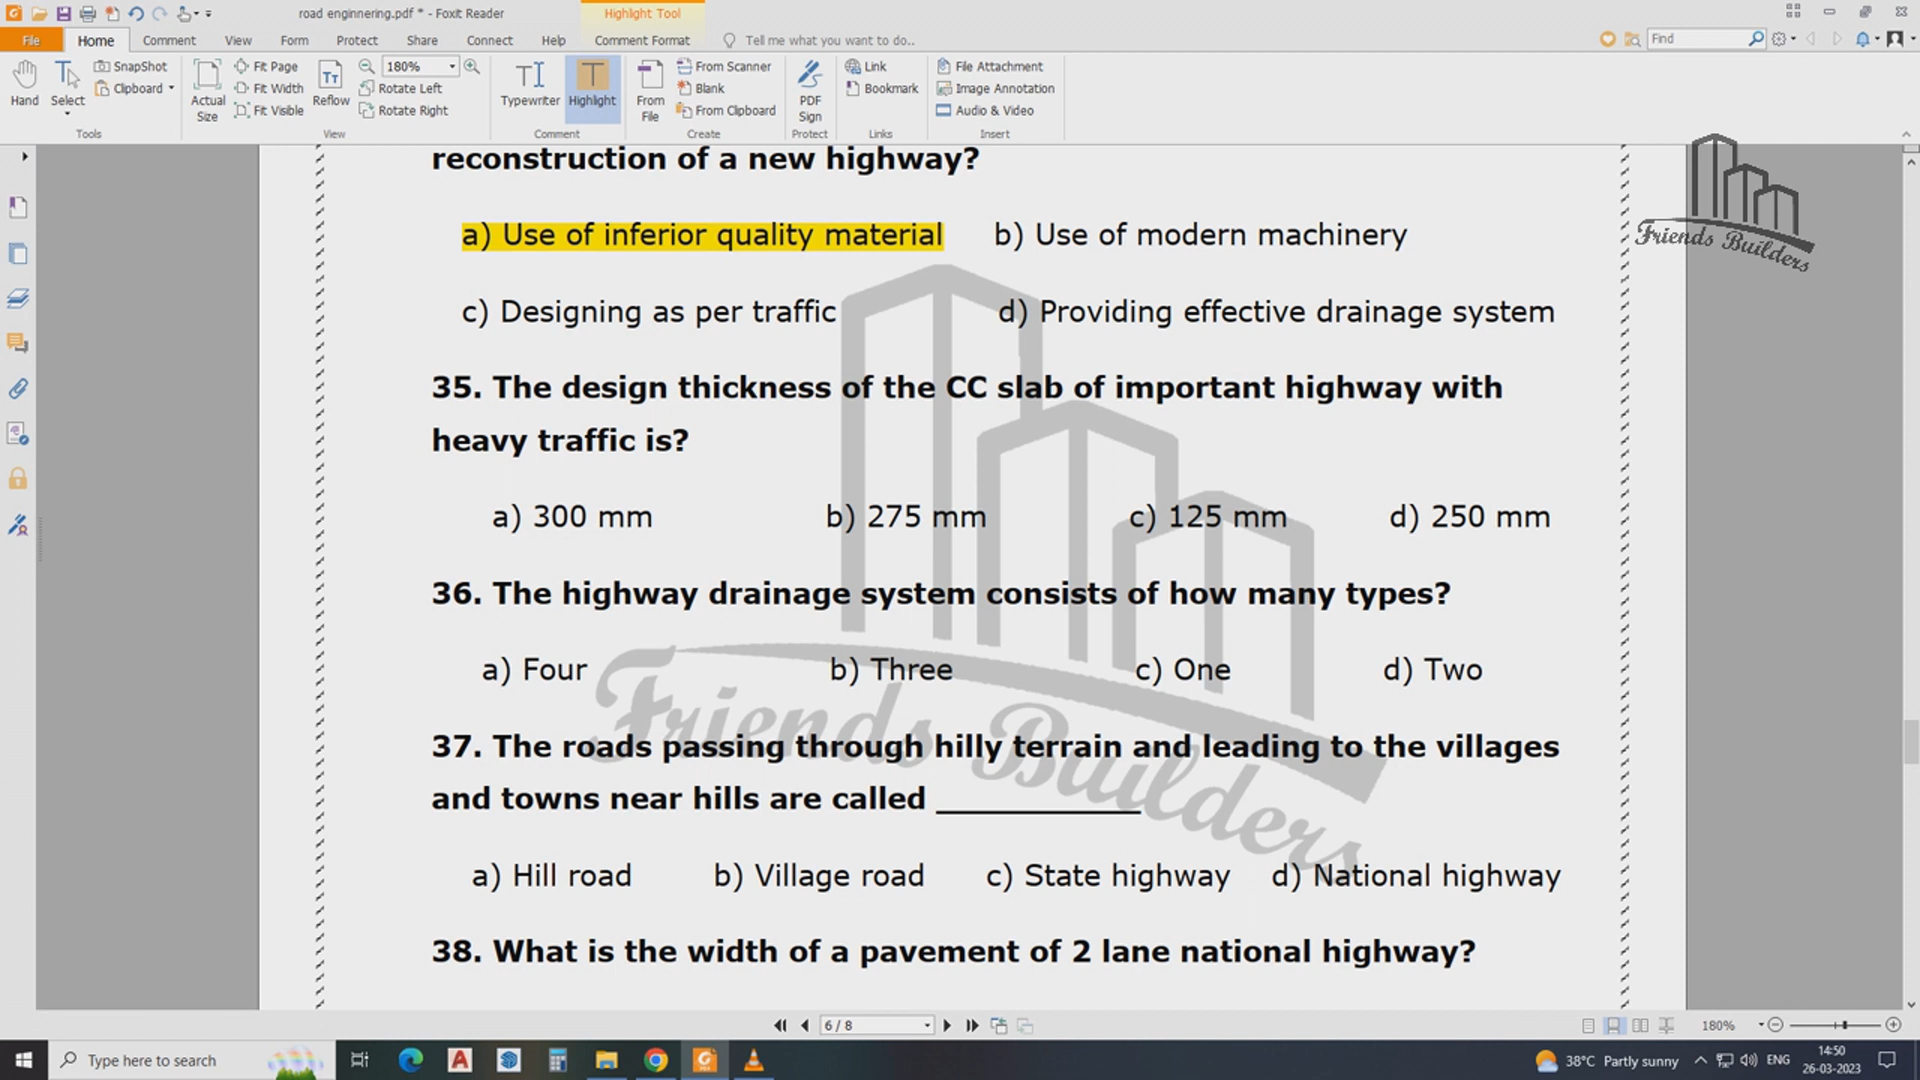 road enginnering.pdf * - Foxit Reader
Highlight Tool
File
Home
Comment
View
Form
Protect
Share
Connect
Help
Comment Format
Tell me what you want to do..
Find
Hand
Select
SnapShot
Clipboard
Tools
Actual
Size
Fit Page
Fit Width
Fit Visible
Reflow
180%
Rotate Left
Rotate Right
View
Typewriter
Highlight
Comment
From
File
From Scanner
Blank
From Clipboard
Create
PDF
Sign
Protect
Link
Bookmark
Links
File Attachment
Image Annotation
Audio & Video
Insert
Friends Builders
reconstruction of a new highway?
a) Use of inferior quality material b) Use of modern machinery
c) Designing as per traffic d) Providing effective drainage system
35. The design thickness of the CC slab of important highway with
heavy traffic is?
a) 300 mm b) 275 mm c) 125 mm d) 250 mm
36. The highway drainage system consists of how many types?
a) Four b) Three c) One d) Two
Friends Builders
37. The roads passing through hilly terrain and leading to the villages
and towns near hills are called ____________
a) Hill road b) Village road c) State highway d) National highway
38. What is the width of a pavement of 2 lane national highway?
6 / 8
180%
Type here to search
38°C Partly sunny
ENG
14:50
26-03-2023